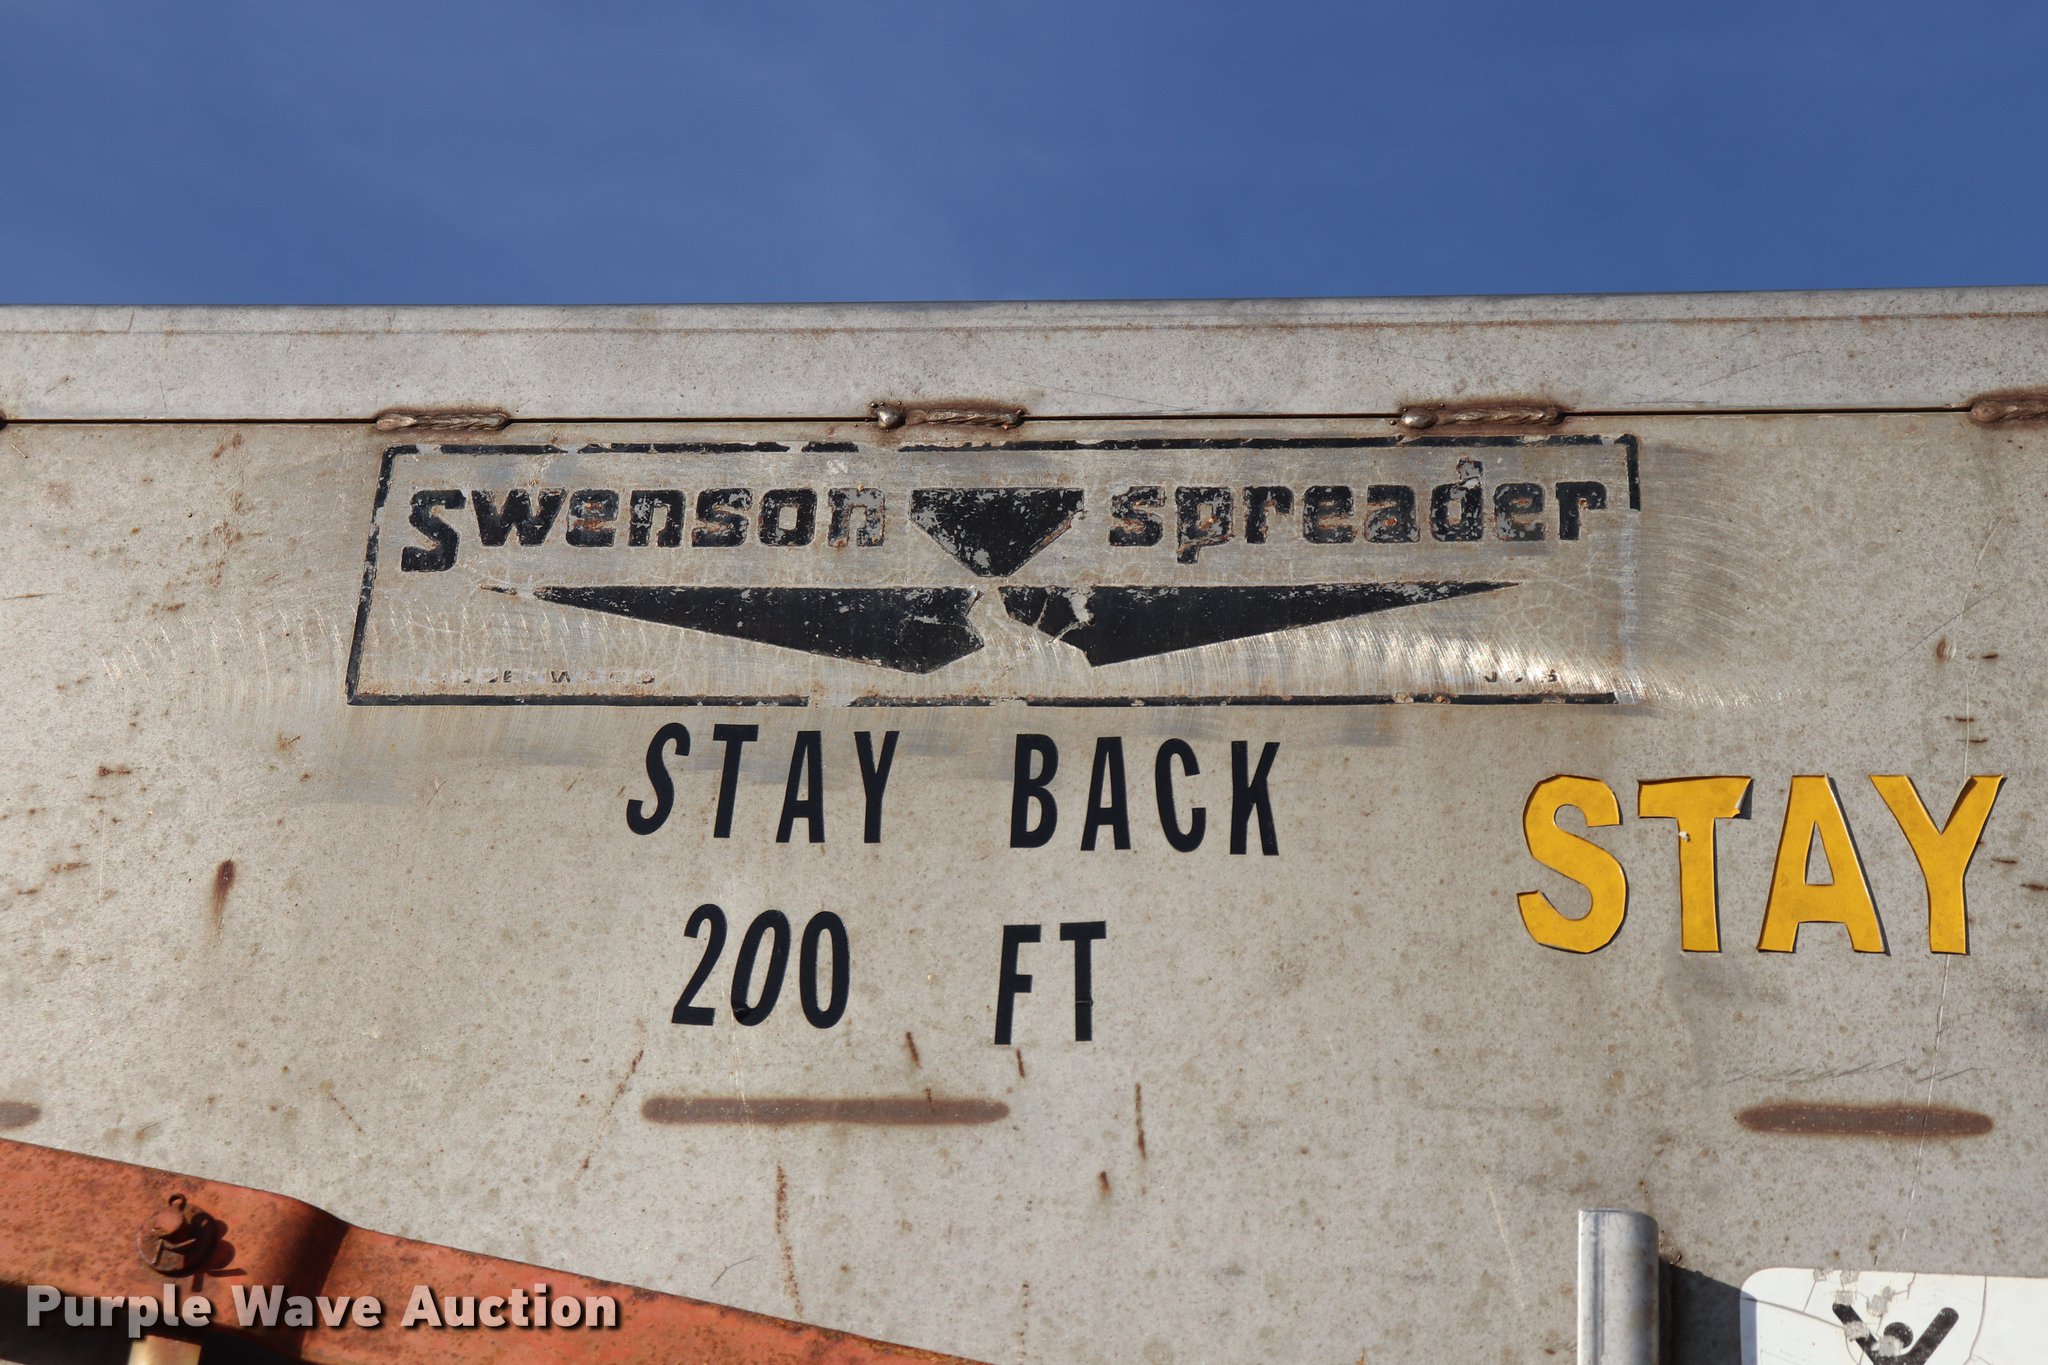 Swenson spreader
STAY BACK
200 FT
STAY
Purple Wave Auction